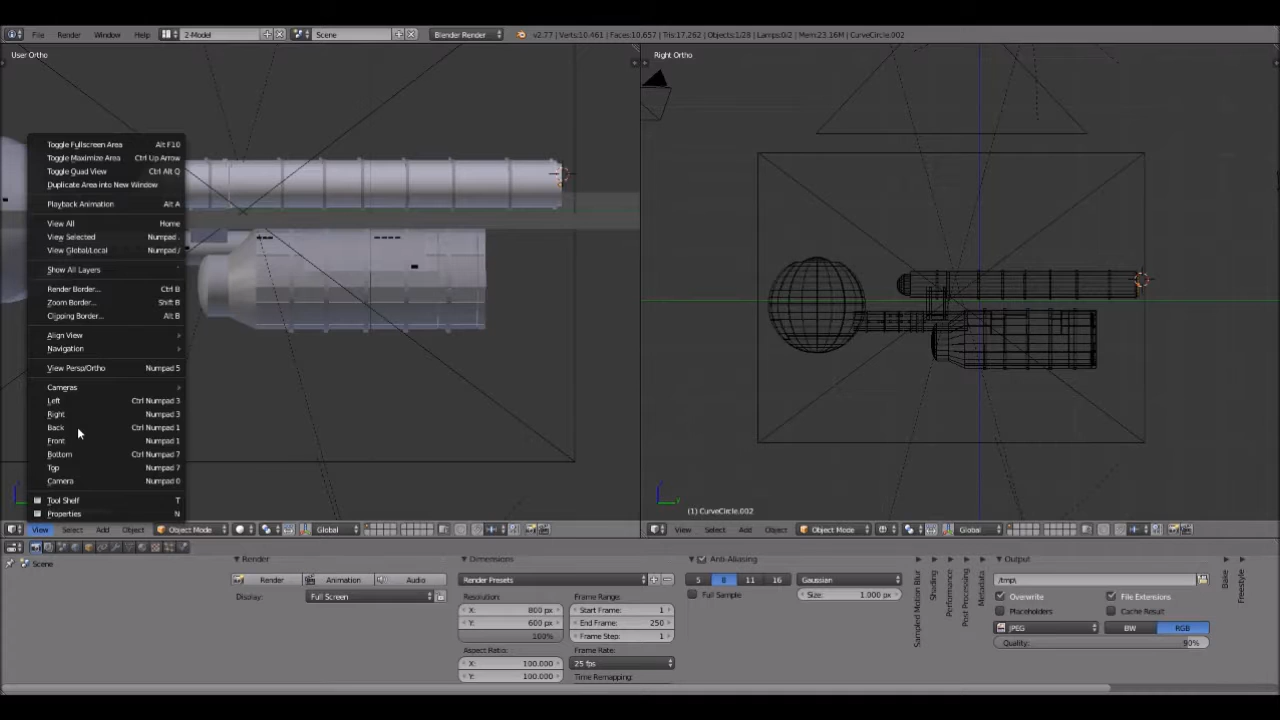 File Render Window Help 2-Model Scene Blender Render v2.77 | Verts:10,461 | Faces:10,657 | Tris:17,262 | Objects:1/28 | Lamps:0/2 | Mem:23.16M | CurveCircle.002
User Ortho
Right Ortho
Toggle Fullscreen Area Alt F10
Toggle Maximize Area Ctrl Up Arrow
Toggle Quad View Ctrl Alt Q
Duplicate Area into New Window
Playback Animation Alt A
View All Home
View Selected Numpad .
View Global/Local Numpad /
Show All Layers `
Render Border... Ctrl B
Zoom Border... Shift B
Clipping Border... Alt B
Align View
Navigation
View Persp/Ortho Numpad 5
Cameras
Left Ctrl Numpad 3
Right Numpad 3
Back Ctrl Numpad 1
Front Numpad 1
Bottom Ctrl Numpad 7
Top Numpad 7
Camera Numpad 0
Tool Shelf T
Properties N
(1) CurveCircle.002
View Select Add Object Object Mode Global
View Select Add Object Object Mode Global
Scene
Render
Render Animation Audio
Display: Full Screen
Dimensions
Render Presets
Resolution:
X: 800 px
Y: 600 px
100%
Aspect Ratio:
X: 100.000
Y: 100.000
Frame Range:
Start Frame: 1
End Frame: 250
Frame Step: 1
Frame Rate:
25 fps
Time Remapping:
Anti-Aliasing
5 8 11 16
Full Sample
Gaussian
Size: 1.000 px
Sampled Motion Blur
Shading
Performance
Post Processing
Metadata
Output
/tmp\
Overwrite
File Extensions
Placeholders
Cache Result
JPEG BW RGB
Quality: 90%
Bake
Freestyle